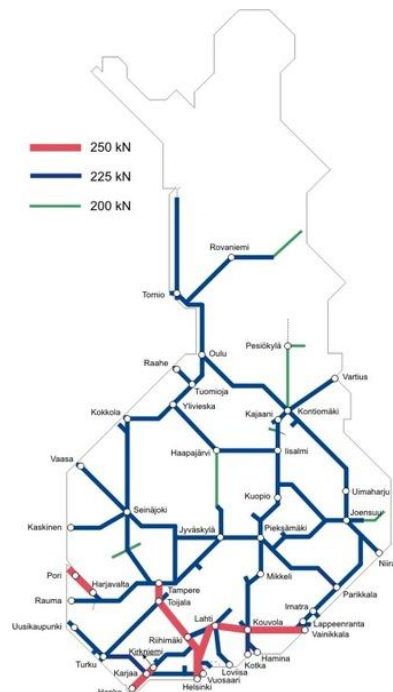 250 kN
225 kN
200 kN
Rovaniemi
Tornio
Oulu
Pesiökylä
Raahe
Tuomioja
Vartius
Kontiomäki
Kajaani
Ylivieska
Kokkola
Haapajärvi
Iisalmi
Vaasa
Seinäjoki
Kuopio
Uimaharju
Joensuu
Kaskinen
Jyväskylä
Pieksämäki
Niira
Pori
Harjavalta
Tampere
Mikkeli
Parikkala
Rauma
Toijala
Imatra
Lahti
Kouvola
Lappeenranta
Vainikkala
Uusikaupunki
Riihimäki
Kirkniemi
Turku
Karjaa
Loviisa
Hamina
Kotka
Vuosaari
Helsinki